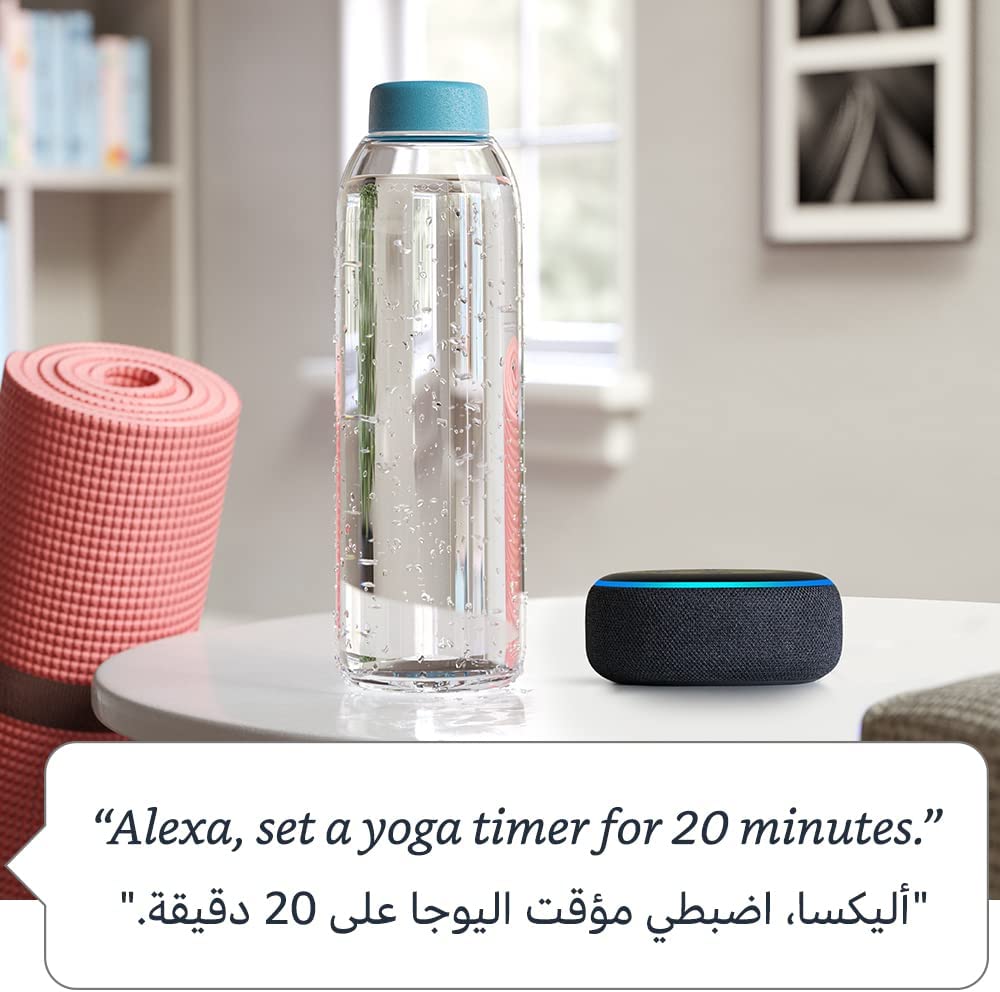 “Alexa, set a yoga timer for 20 minutes.”
"أليكسا، اضبطي مؤقت اليوجا على 20 دقيقة."